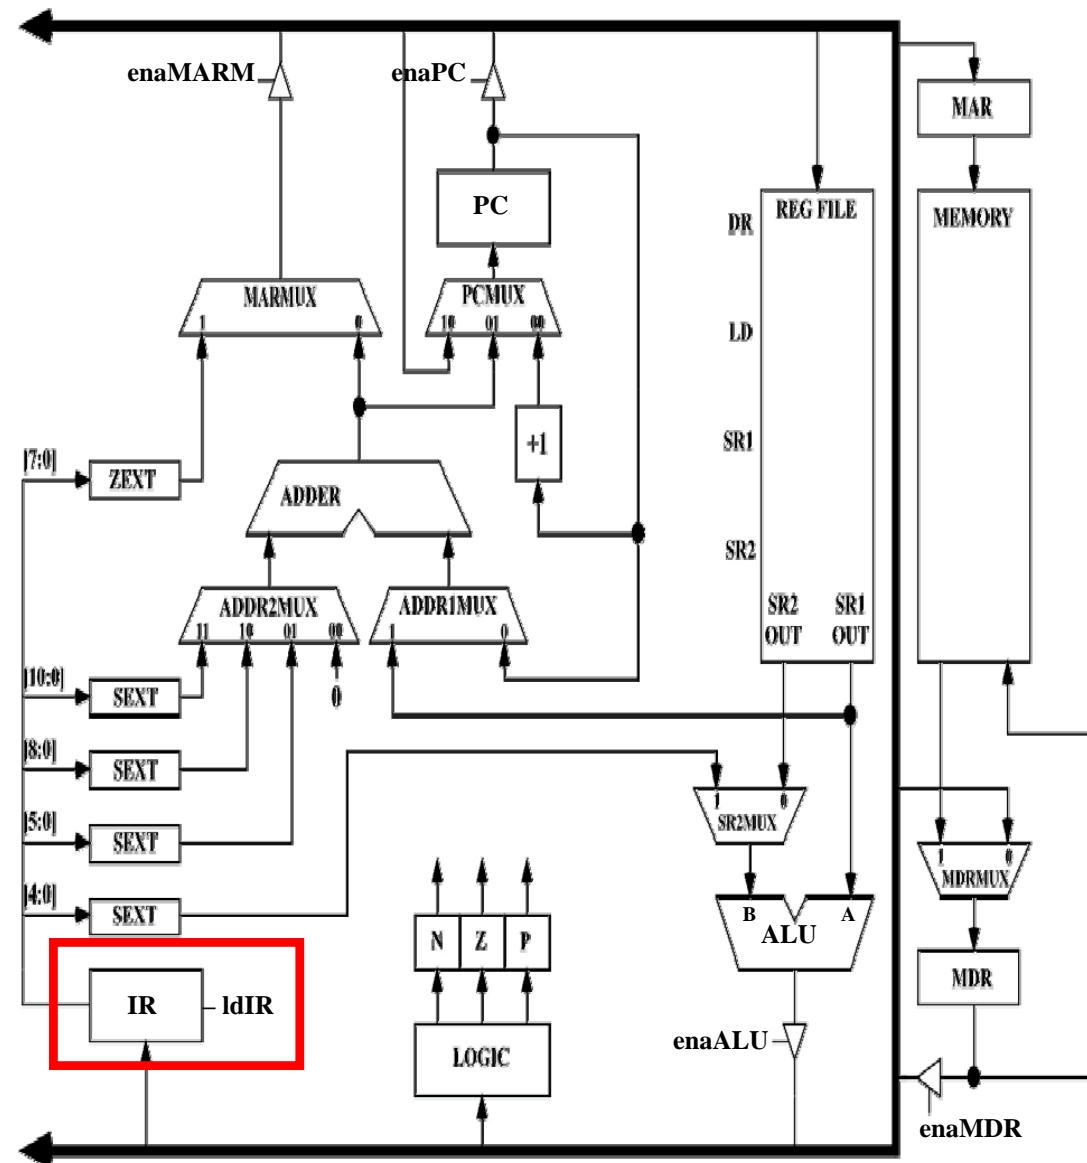 enaMARM
enaPC
MAR
PC
REG FILE
MEMORY
DR
MARMUX
1 0
PCMUX
10 01 00
LD
+1
SR1
[7:0]
ZEXT
ADDER
SR2
ADDR2MUX
11 10 01 00
ADDR1MUX
1 0
SR2 SR1
OUT OUT
[10:0]
SEXT
0
[8:0]
SEXT
1 0
SR2MUX
[5:0]
SEXT
1 0
MDRMUX
[4:0]
SEXT
B A
ALU
N Z P
MDR
IR
ldIR
LOGIC
enaALU
enaMDR